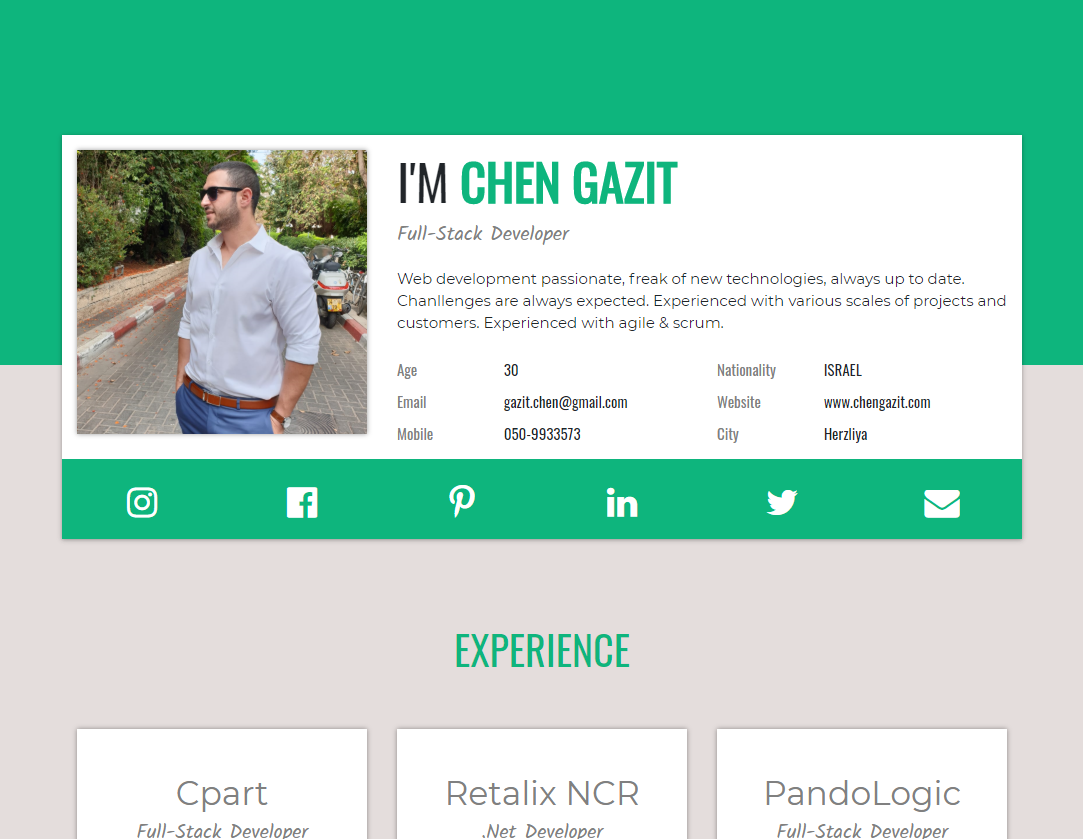 I'M CHEN GAZIT
Full-Stack Developer
Web development passionate, freak of new technologies, always up to date.
Chanllenges are always expected. Experienced with various scales of projects and
customers. Experienced with agile & scrum.
Age 30 Nationality ISRAEL
Email gazit.chen@gmail.com Website www.chengazit.com
Mobile 050-9933573 City Herzliya
EXPERIENCE
Cpart Retalix NCR PandoLogic
Full-Stack Developer .Net Developer Full-Stack Developer